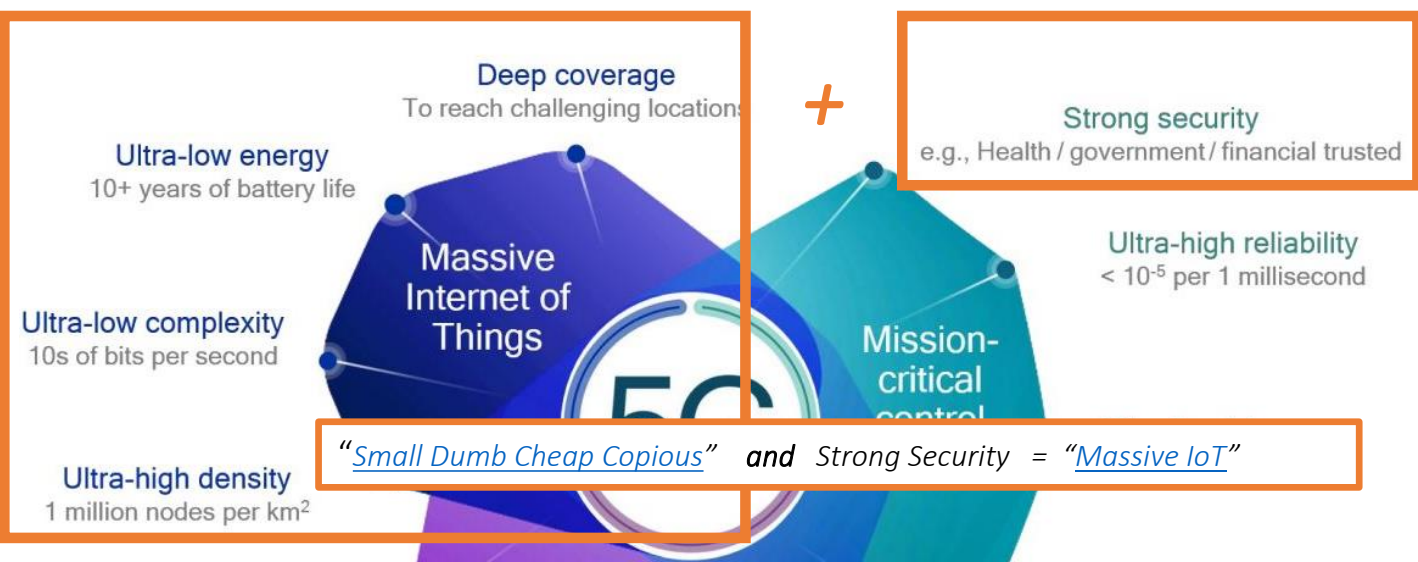 Deep coverage
To reach challenging locations
+
Strong security
e.g., Health / government / financial trusted
Ultra-low energy
10+ years of battery life
Ultra-high reliability
< 10⁻⁵ per 1 millisecond
Massive
Internet of
Things
Ultra-low complexity
10s of bits per second
Mission-
critical
control
5G
“Small Dumb Cheap Copious” and Strong Security = “Massive IoT”
Ultra-high density
1 million nodes per km²